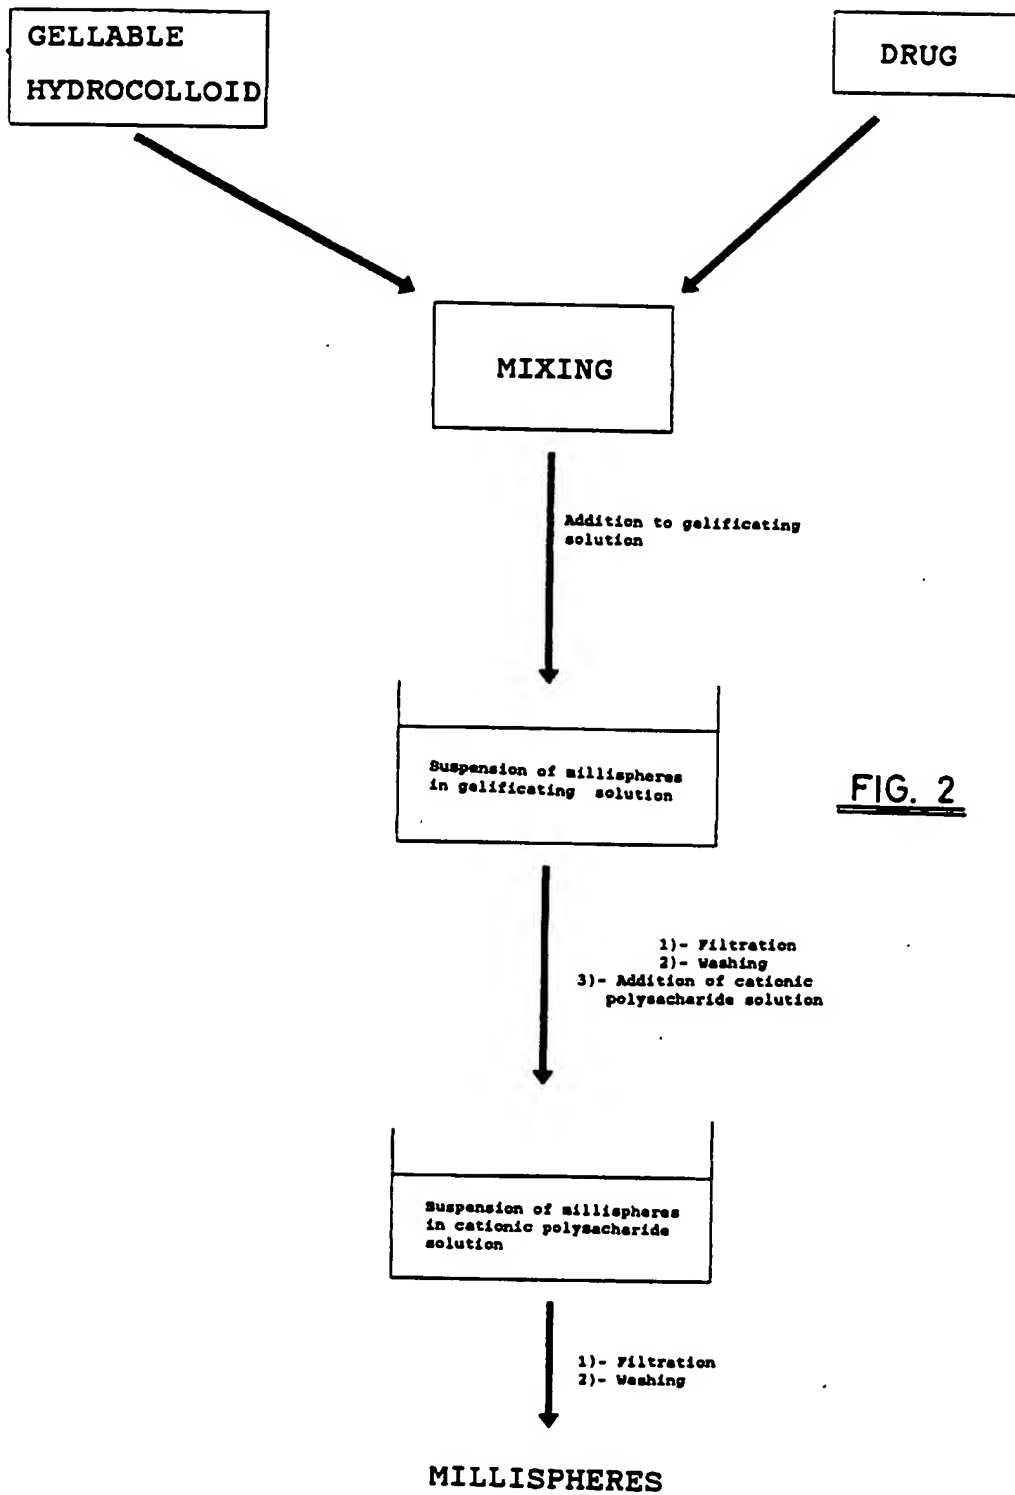 GELLABLE
HYDROCOLLOID
DRUG
MIXING
Addition to gelificating
solution
Suspension of millispheres
in gelificating solution
FIG. 2
1)- Filtration
2)- Washing
3)- Addition of cationic
polysacharide solution
Suspension of millispheres
in cationic polysacharide
solution
1)- Filtration
2)- Washing
MILLISPHERES